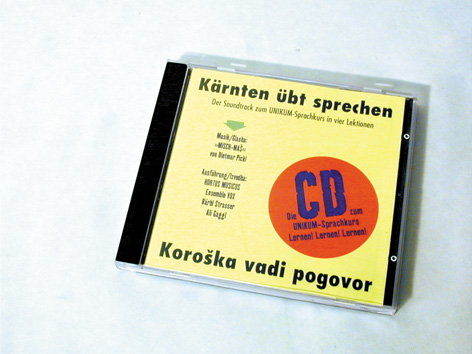 Kärnten übt sprechen
Der Soundtrack zum UNIKUM-Sprachkurs in vier Lektionen
Musik/Glasba:
»MISCH-MAŠ«
von Dietmar Pickl
Ausführung/Izvedba:
HORTUS MUSICUS
Ensemble VOX
Bärbl Strasser
Ali Gaggl
CD
Die zum
UNIKUM-Sprachkurs
Lernen! Lernen! Lernen!
Koroška vadi pogovor